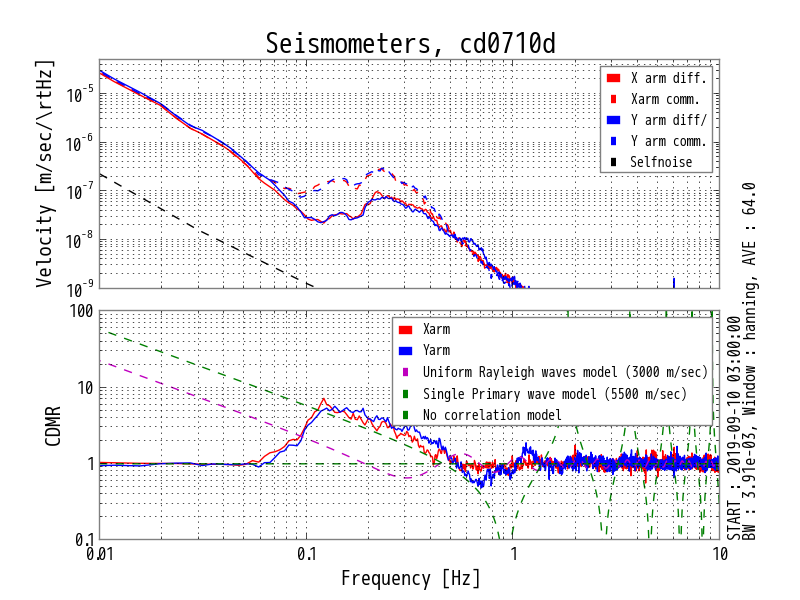 Seismometers, cd0710d
Velocity [m/sec/\rtHz]
10^-5
10^-6
10^-7
10^-8
10^-9
X arm diff.
Xarm comm.
Y arm diff/
Y arm comm.
Selfnoise
CDMR
100
10
1
0.1
Xarm
Yarm
Uniform Rayleigh waves model (3000 m/sec)
Single Primary wave model (5500 m/sec)
No correlation model
0.01
0.1
1
10
Frequency [Hz]
START : 2019-09-10 03:00:00
BW : 3.91e-03, Window : hanning, AVE : 64.0